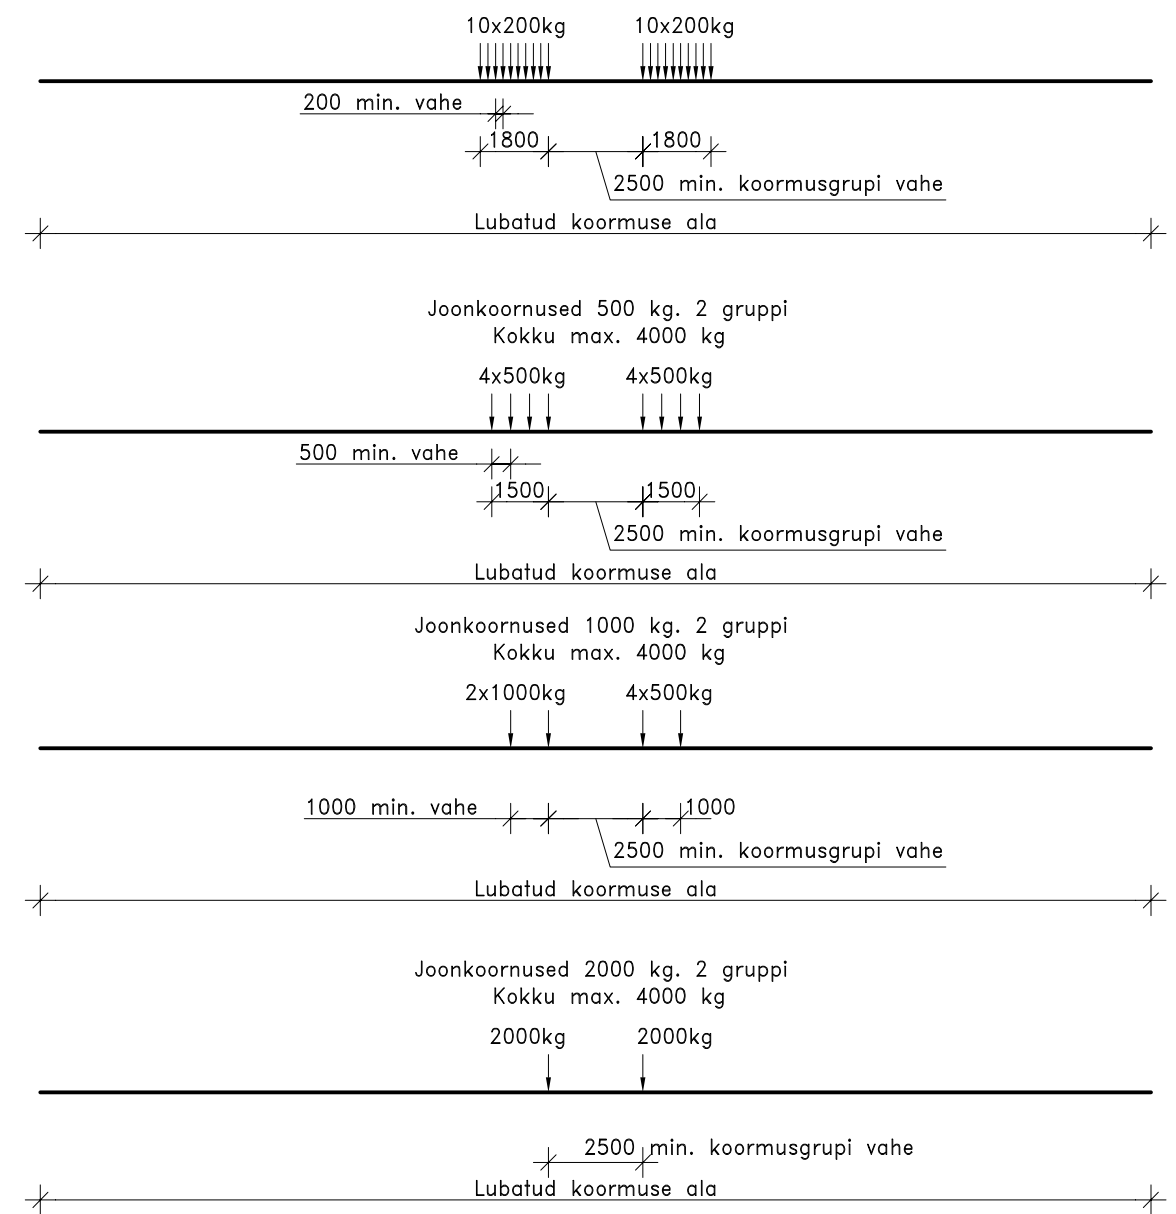 10x200kg 10x200kg
200 min. vahe
1800 1800
2500 min. koormusgrupi vahe
Lubatud koormuse ala
Joonkoornused 500 kg. 2 gruppi
Kokku max. 4000 kg
4x500kg 4x500kg
500 min. vahe
1500 1500
2500 min. koormusgrupi vahe
Lubatud koormuse ala
Joonkoornused 1000 kg. 2 gruppi
Kokku max. 4000 kg
2x1000kg 4x500kg
1000 min. vahe 1000
2500 min. koormusgrupi vahe
Lubatud koormuse ala
Joonkoornused 2000 kg. 2 gruppi
Kokku max. 4000 kg
2000kg 2000kg
2500 min. koormusgrupi vahe
Lubatud koormuse ala